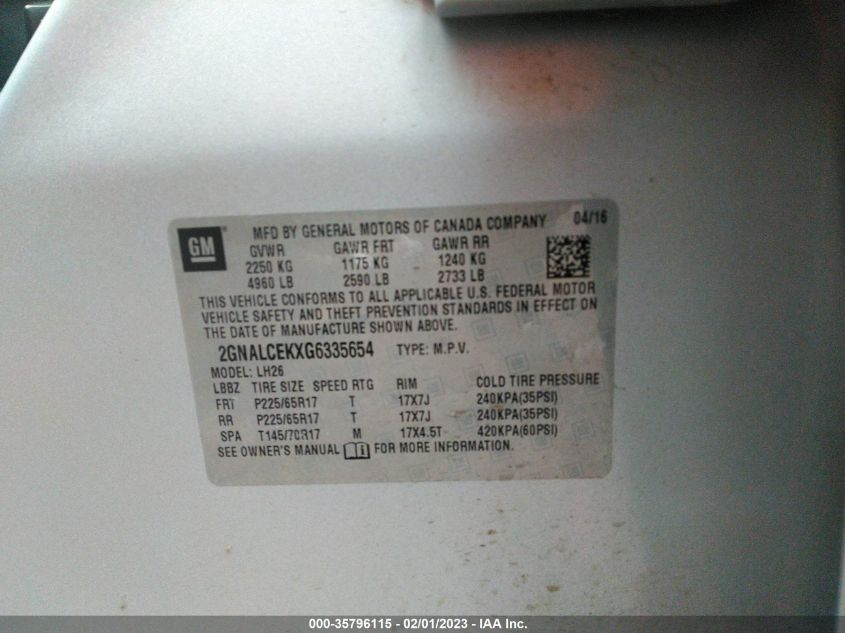 GM ®
MFD BY GENERAL MOTORS OF CANADA COMPANY 04/16
GVWR GAWR FRT GAWR RR
2250 KG 1175 KG 1240 KG
4960 LB 2590 LB 2733 LB
THIS VEHICLE CONFORMS TO ALL APPLICABLE U.S. FEDERAL MOTOR
VEHICLE SAFETY AND THEFT PREVENTION STANDARDS IN EFFECT ON
THE DATE OF MANUFACTURE SHOWN ABOVE.
2GNALCEKXG6335654 TYPE: M.P.V.
MODEL: LH26
LBBZ TIRE SIZE SPEED RTG RIM COLD TIRE PRESSURE
FRT P225/65R17 T 17X7J 240KPA(35PSI)
RR P225/65R17 T 17X7J 240KPA(35PSI)
SPA T145/70R17 M 17X4.5T 420KPA(60PSI)
SEE OWNER'S MANUAL FOR MORE INFORMATION.
000-35796115 - 02/01/2023 - IAA Inc.